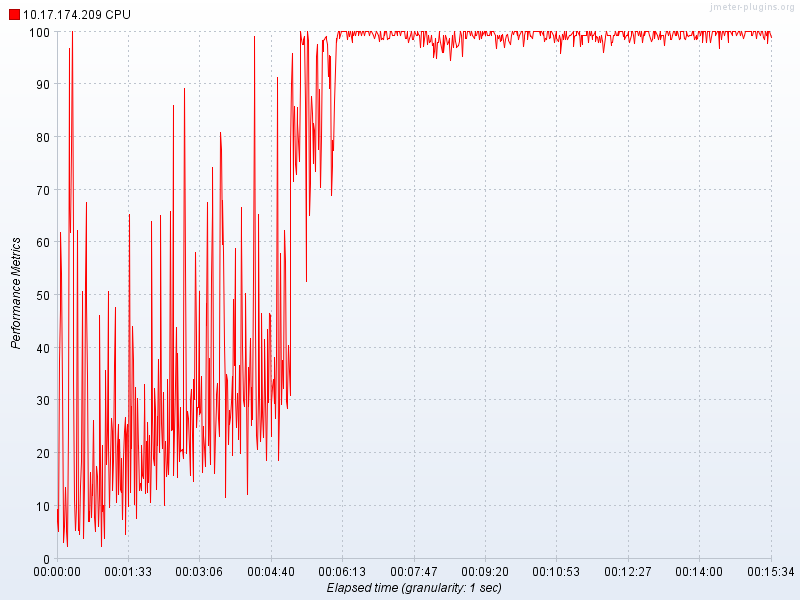 jmeter-plugins.org
10.17.174.209 CPU
100
90
80
70
60
50
40
30
20
10
0
Performance Metrics
00:00:00 00:01:33 00:03:06 00:04:40 00:06:13 00:07:47 00:09:20 00:10:53 00:12:27 00:14:00 00:15:34
Elapsed time (granularity: 1 sec)